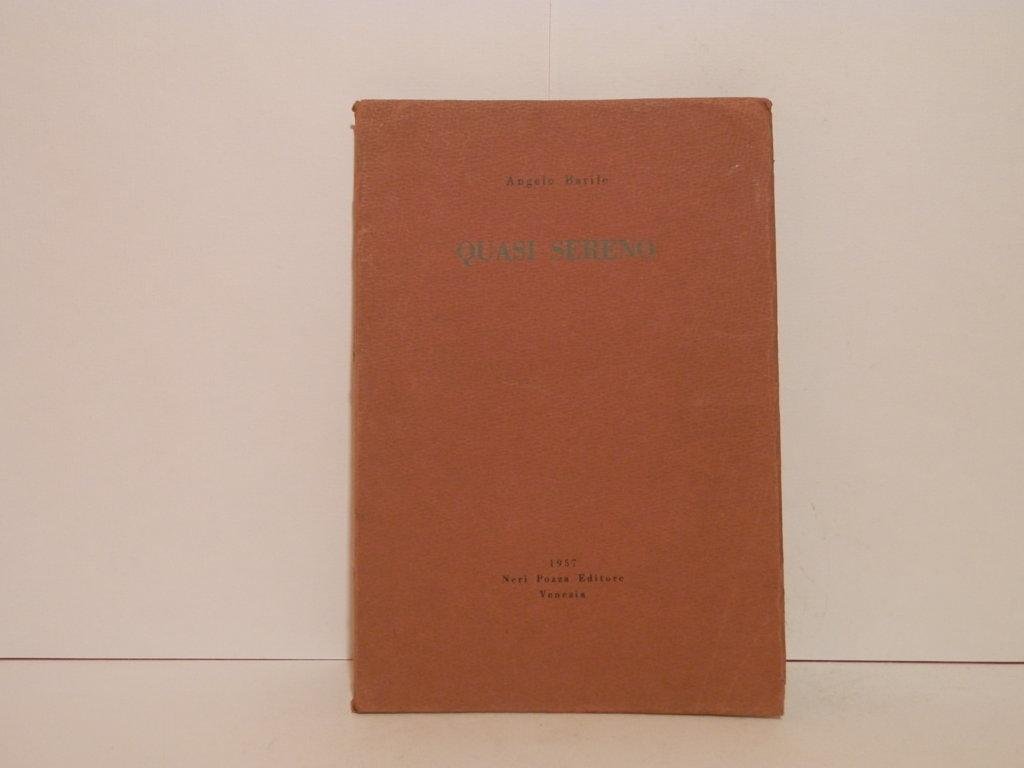 Angelo Barile
QUASI SERENO
1957
Neri Pozza Editore
Venezia